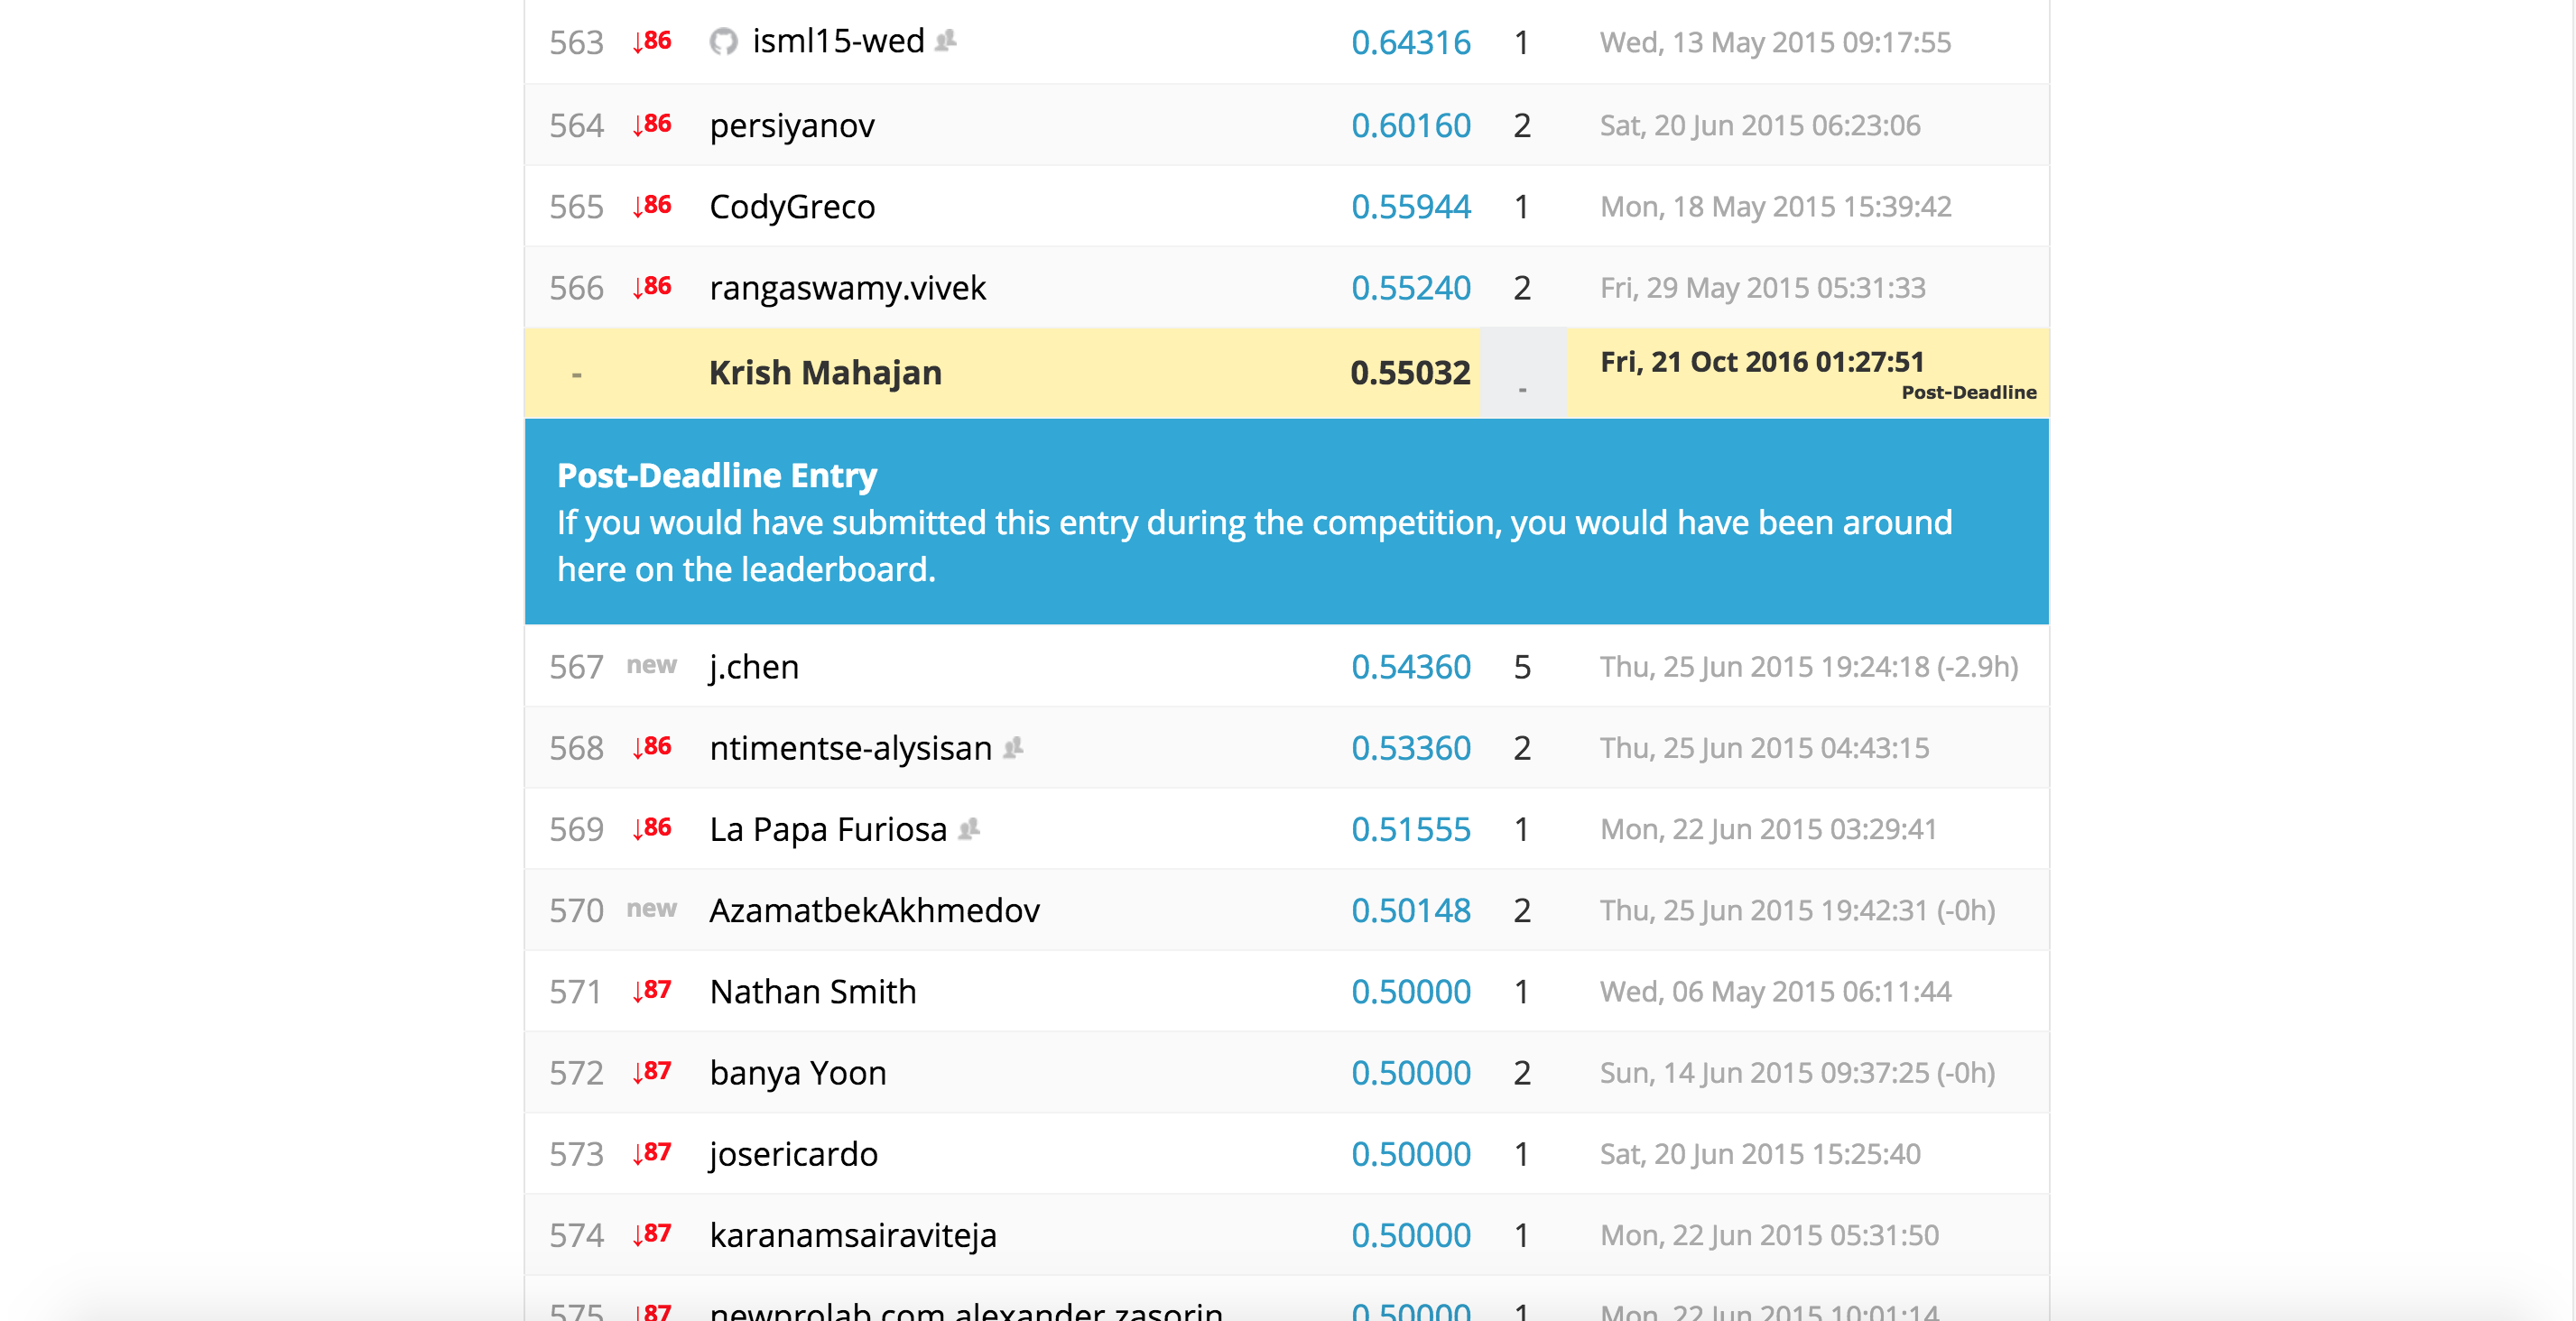 563 ↓86 isml15-wed 0.64316 1 Wed, 13 May 2015 09:17:55
564 ↓86 persiyanov 0.60160 2 Sat, 20 Jun 2015 06:23:06
565 ↓86 CodyGreco 0.55944 1 Mon, 18 May 2015 15:39:42
566 ↓86 rangaswamy.vivek 0.55240 2 Fri, 29 May 2015 05:31:33
- Krish Mahajan 0.55032 - Fri, 21 Oct 2016 01:27:51
Post-Deadline
Post-Deadline Entry
If you would have submitted this entry during the competition, you would have been around
here on the leaderboard.
567 new j.chen 0.54360 5 Thu, 25 Jun 2015 19:24:18 (-2.9h)
568 ↓86 ntimentse-alysisan 0.53360 2 Thu, 25 Jun 2015 04:43:15
569 ↓86 La Papa Furiosa 0.51555 1 Mon, 22 Jun 2015 03:29:41
570 new AzamatbekAkhmedov 0.50148 2 Thu, 25 Jun 2015 19:42:31 (-0h)
571 ↓87 Nathan Smith 0.50000 1 Wed, 06 May 2015 06:11:44
572 ↓87 banya Yoon 0.50000 2 Sun, 14 Jun 2015 09:37:25 (-0h)
573 ↓87 josericardo 0.50000 1 Sat, 20 Jun 2015 15:25:40
574 ↓87 karanamsairaviteja 0.50000 1 Mon, 22 Jun 2015 05:31:50
575 ↓87 newprolab.com alexander.zasorin 0.50000 1 Mon, 22 Jun 2015 10:01:14